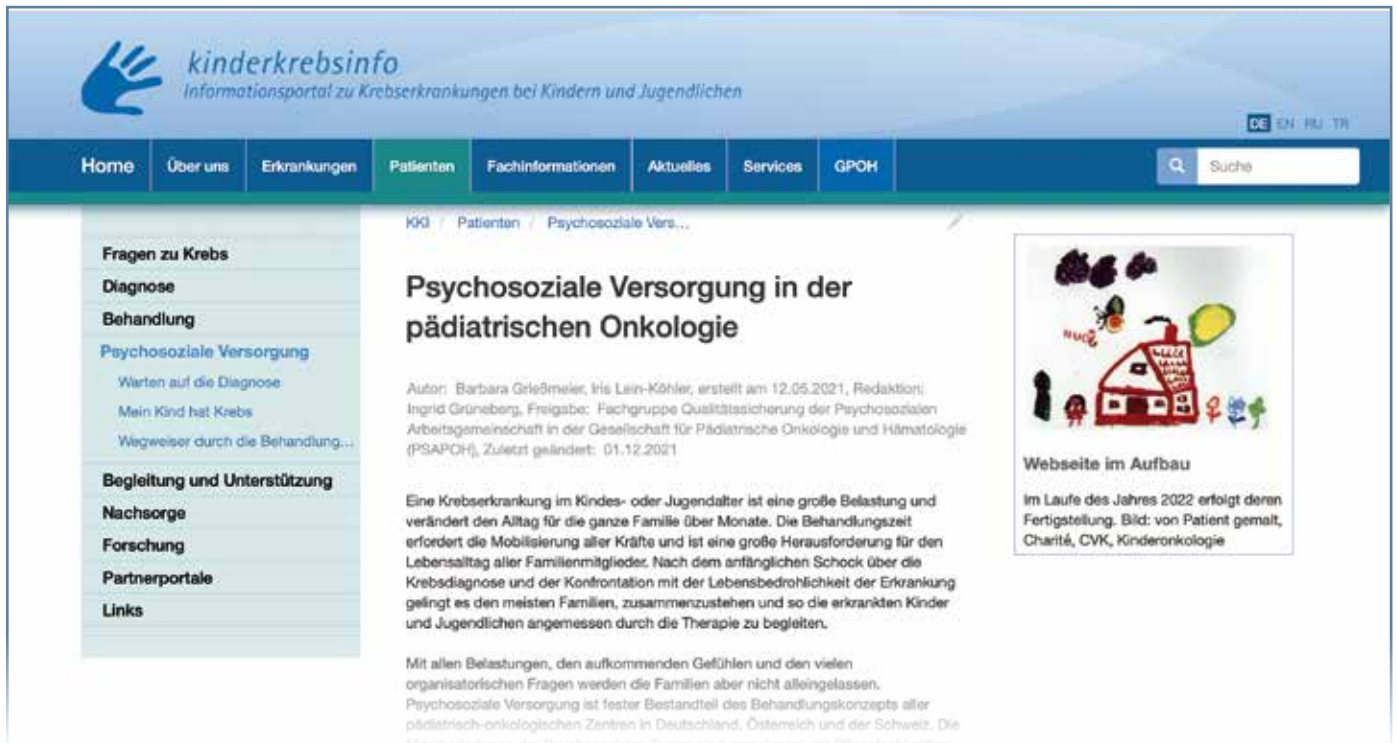 kinderkrebsinfo
Informationsportal zu Krebserkrankungen bei Kindern und Jugendlichen
DE EN RU TR
Home Über uns Erkrankungen Patienten Fachinformationen Aktuelles Services GPOH Suche
Fragen zu Krebs
Diagnose
Behandlung
Psychosoziale Versorgung
Warten auf die Diagnose
Mein Kind hat Krebs
Wegweiser durch die Behandlung...
Begleitung und Unterstützung
Nachsorge
Forschung
Partnerportale
Links
KKI / Patienten / Psychosoziale Vers...
Psychosoziale Versorgung in der
pädiatrischen Onkologie
Autor: Barbara Grießmeier, Iris Lein-Köhler, erstellt am 12.05.2021, Redaktion:
Ingrid Grüneberg, Freigabe: Fachgruppe Qualitätssicherung der Psychosozialen
Arbeitsgemeinschaft in der Gesellschaft für Pädiatrische Onkologie und Hämatologie
(PSAPOH), Zuletzt geändert: 01.12.2021
Eine Krebserkrankung im Kindes- oder Jugendalter ist eine große Belastung und
verändert den Alltag für die ganze Familie über Monate. Die Behandlungszeit
erfordert die Mobilisierung aller Kräfte und ist eine große Herausforderung für den
Lebensalltag aller Familienmitglieder. Nach dem anfänglichen Schock über die
Krebsdiagnose und der Konfrontation mit der Lebensbedrohlichkeit der Erkrankung
gelingt es den meisten Familien, zusammenzustehen und so die erkrankten Kinder
und Jugendlichen angemessen durch die Therapie zu begleiten.
Mit allen Belastungen, den aufkommenden Gefühlen und den vielen
organisatorischen Fragen werden die Familien aber nicht alleingelassen.
Psychosoziale Versorgung ist fester Bestandteil des Behandlungskonzepts aller
pädiatrisch-onkologischen Zentren in Deutschland, Österreich und der Schweiz. Die
Webseite im Aufbau
Im Laufe des Jahres 2022 erfolgt deren
Fertigstellung. Bild: von Patient gemalt,
Charité, CVK, Kinderonkologie